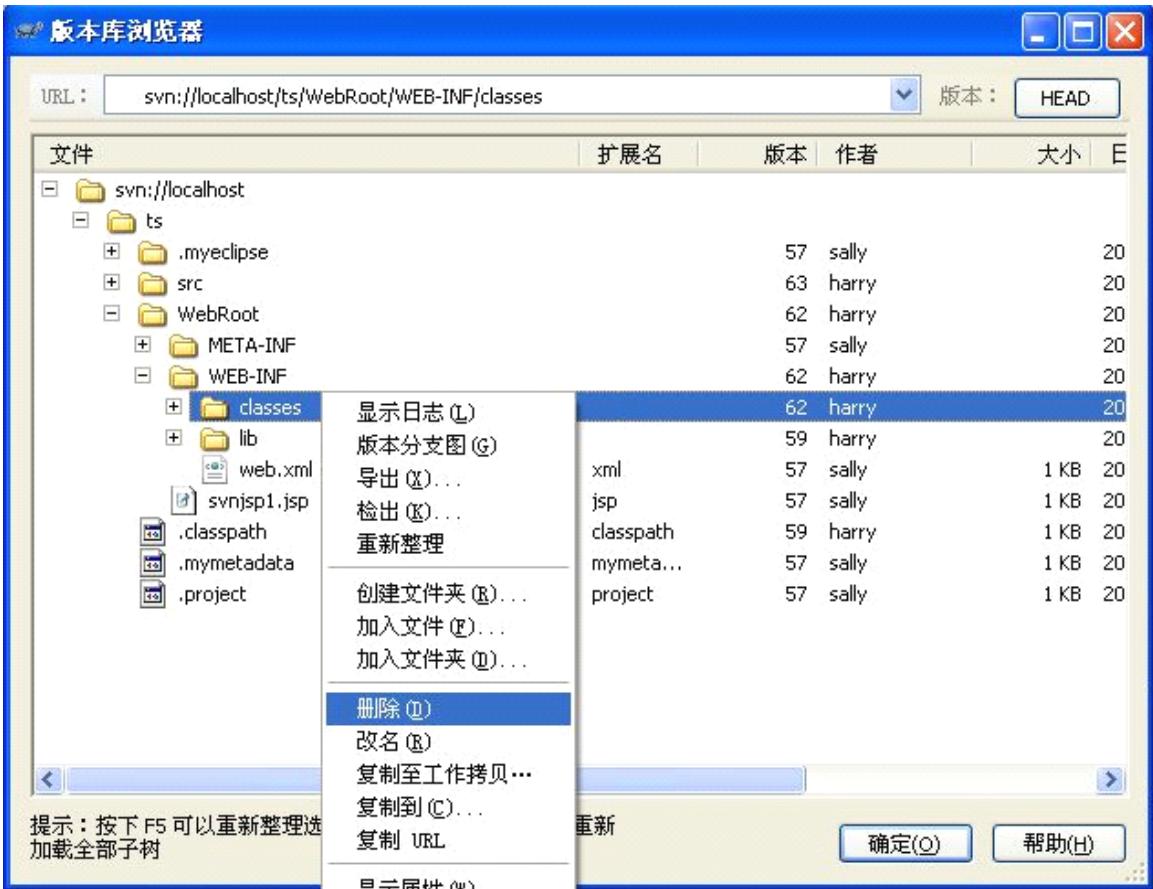 版本库浏览器
URL： svn://localhost/ts/WebRoot/WEB-INF/classes 版本： HEAD
文件 扩展名 版本 作者 大小
svn://localhost
ts
.myeclipse 57 sally 20
src 63 harry 20
WebRoot 62 harry 20
META-INF 57 sally 20
WEB-INF 62 harry 20
classes 62 harry 20
lib 59 harry 20
web.xml xml 57 sally 1 KB 20
svnjsp1.jsp jsp 57 sally 1 KB 20
.classpath classpath 59 harry 1 KB 20
.mymetadata mymeta... 57 sally 1 KB 20
.project project 57 sally 1 KB 20
显示日志(L)
版本分支图(G)
导出(X)...
检出(K)...
重新整理
创建文件夹(R)...
加入文件(F)...
加入文件夹(D)...
删除(D)
改名(R)
复制至工作拷贝…
复制到(C)...
复制 URL
显示属性(W)
提示：按下 F5 可以重新整理选 重新
加载全部子树
确定(O) 帮助(H)